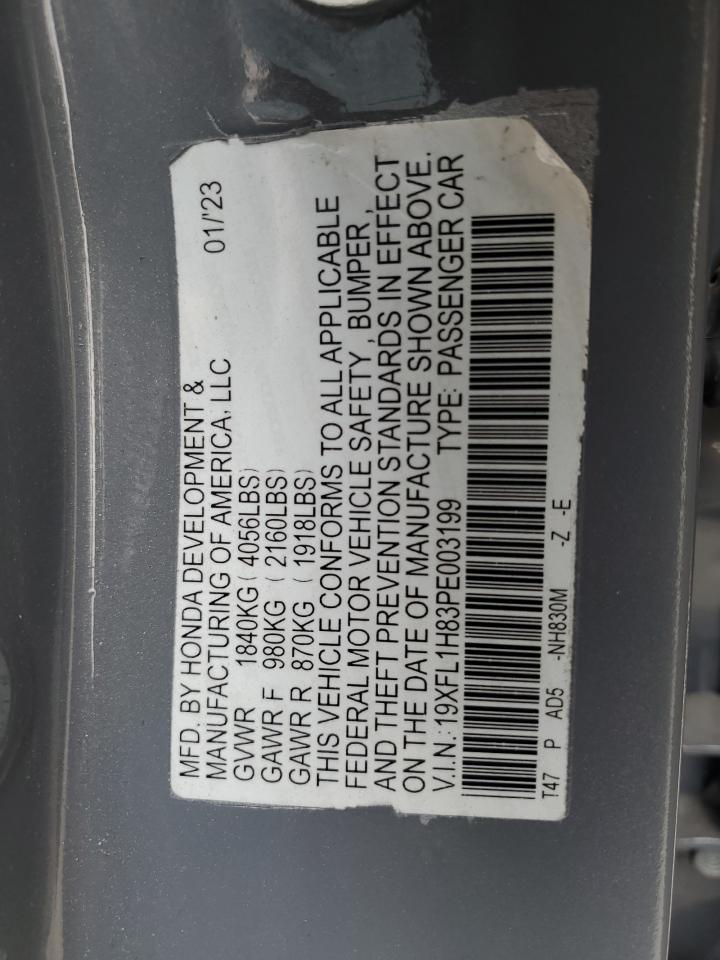 MFD. BY HONDA DEVELOPMENT &
MANUFACTURING OF AMERICA, LLC 01/'23
GVWR 1840KG ( 4056LBS)
GAWR F 980KG ( 2160LBS)
GAWR R 870KG ( 1918LBS)
THIS VEHICLE CONFORMS TO ALL APPLICABLE
FEDERAL MOTOR VEHICLE SAFETY , BUMPER ,
AND THEFT PREVENTION STANDARDS IN EFFECT
ON THE DATE OF MANUFACTURE SHOWN ABOVE.
V.I.N.: 19XFL1H83PE003199 TYPE: PASSENGER CAR
T47 P AD5 -NH830M -Z -E